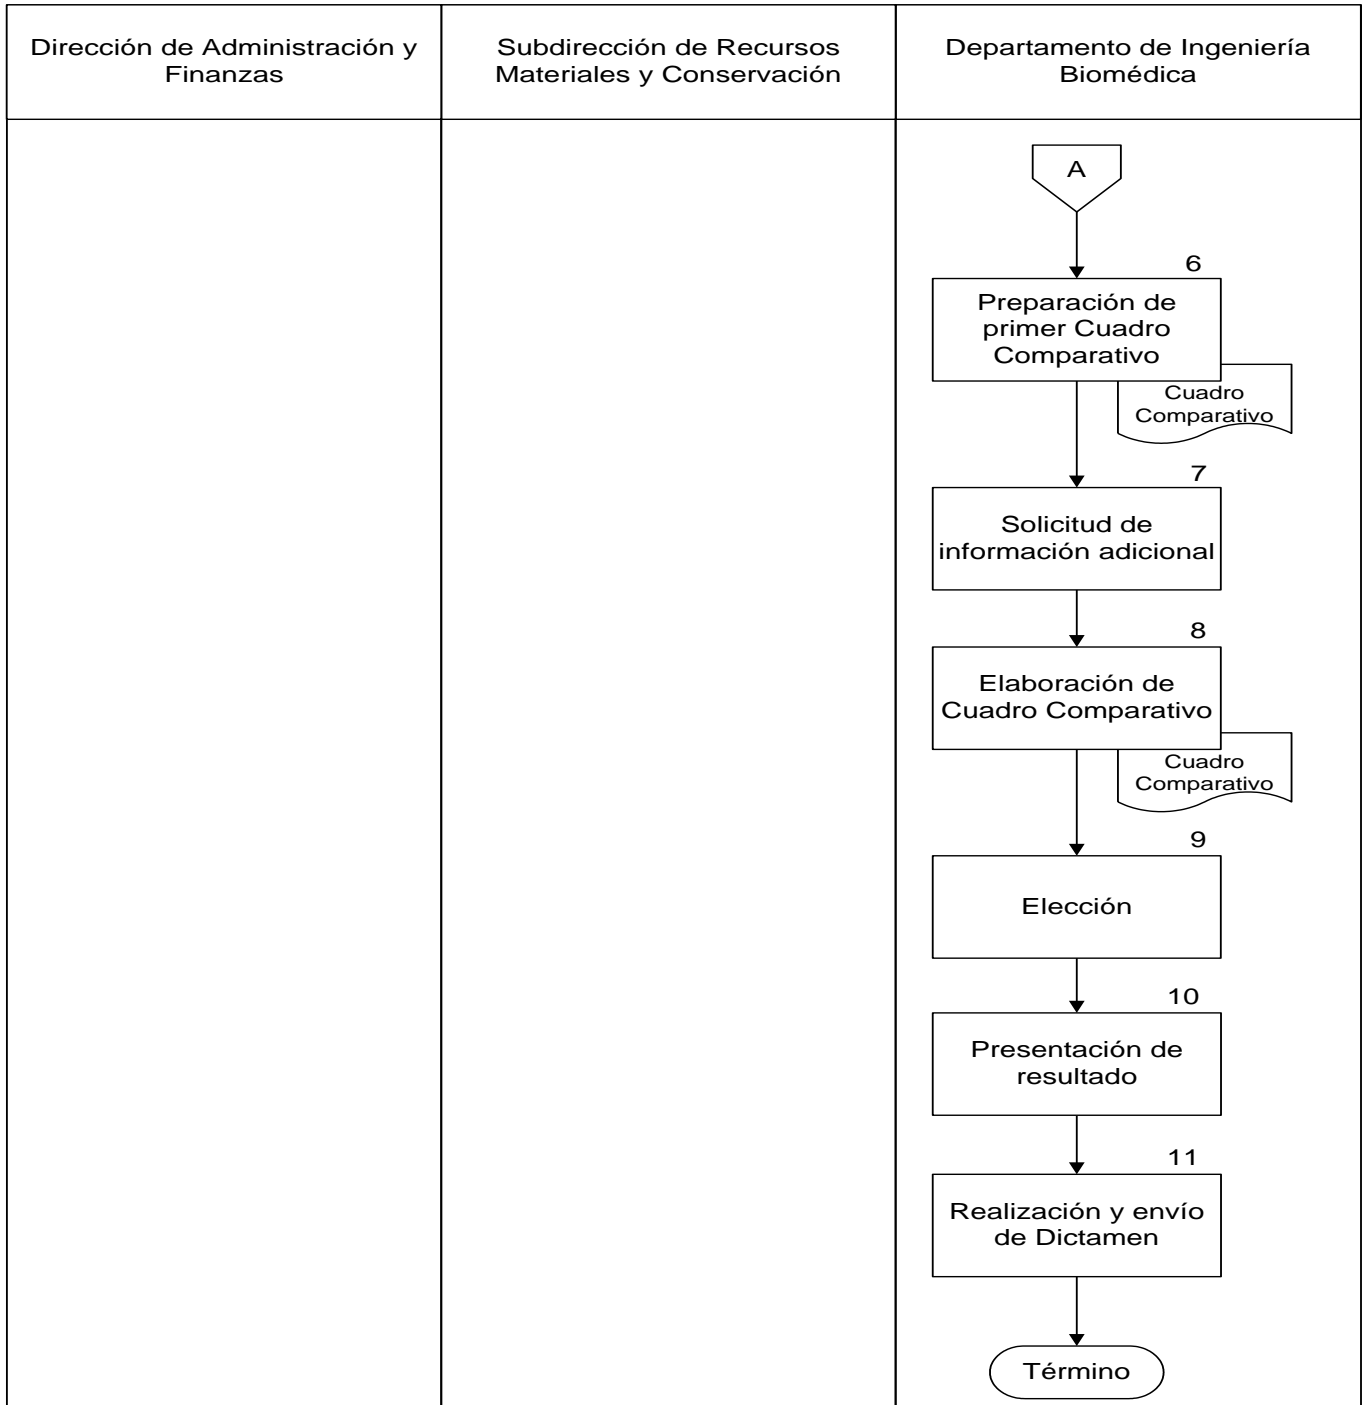 Dirección de Administración y
Finanzas
Subdirección de Recursos
Materiales y Conservación
Departamento de Ingeniería
Biomédica
A
6
Preparación de
primer Cuadro
Comparativo
Cuadro
Comparativo
7
Solicitud de
información adicional
8
Elaboración de
Cuadro Comparativo
Cuadro
Comparativo
9
Elección
10
Presentación de
resultado
11
Realización y envío
de Dictamen
Término